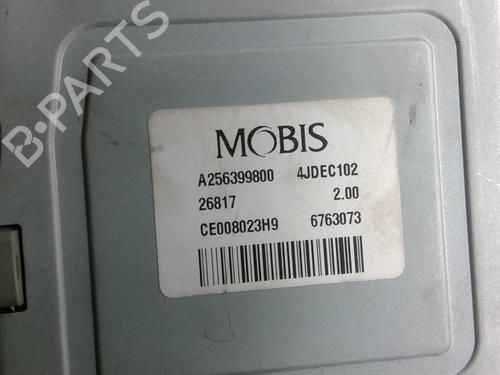 B-PARTS
MOBIS
A256399800 4JDEC102
26817 2.00
CE008023H9 6763073